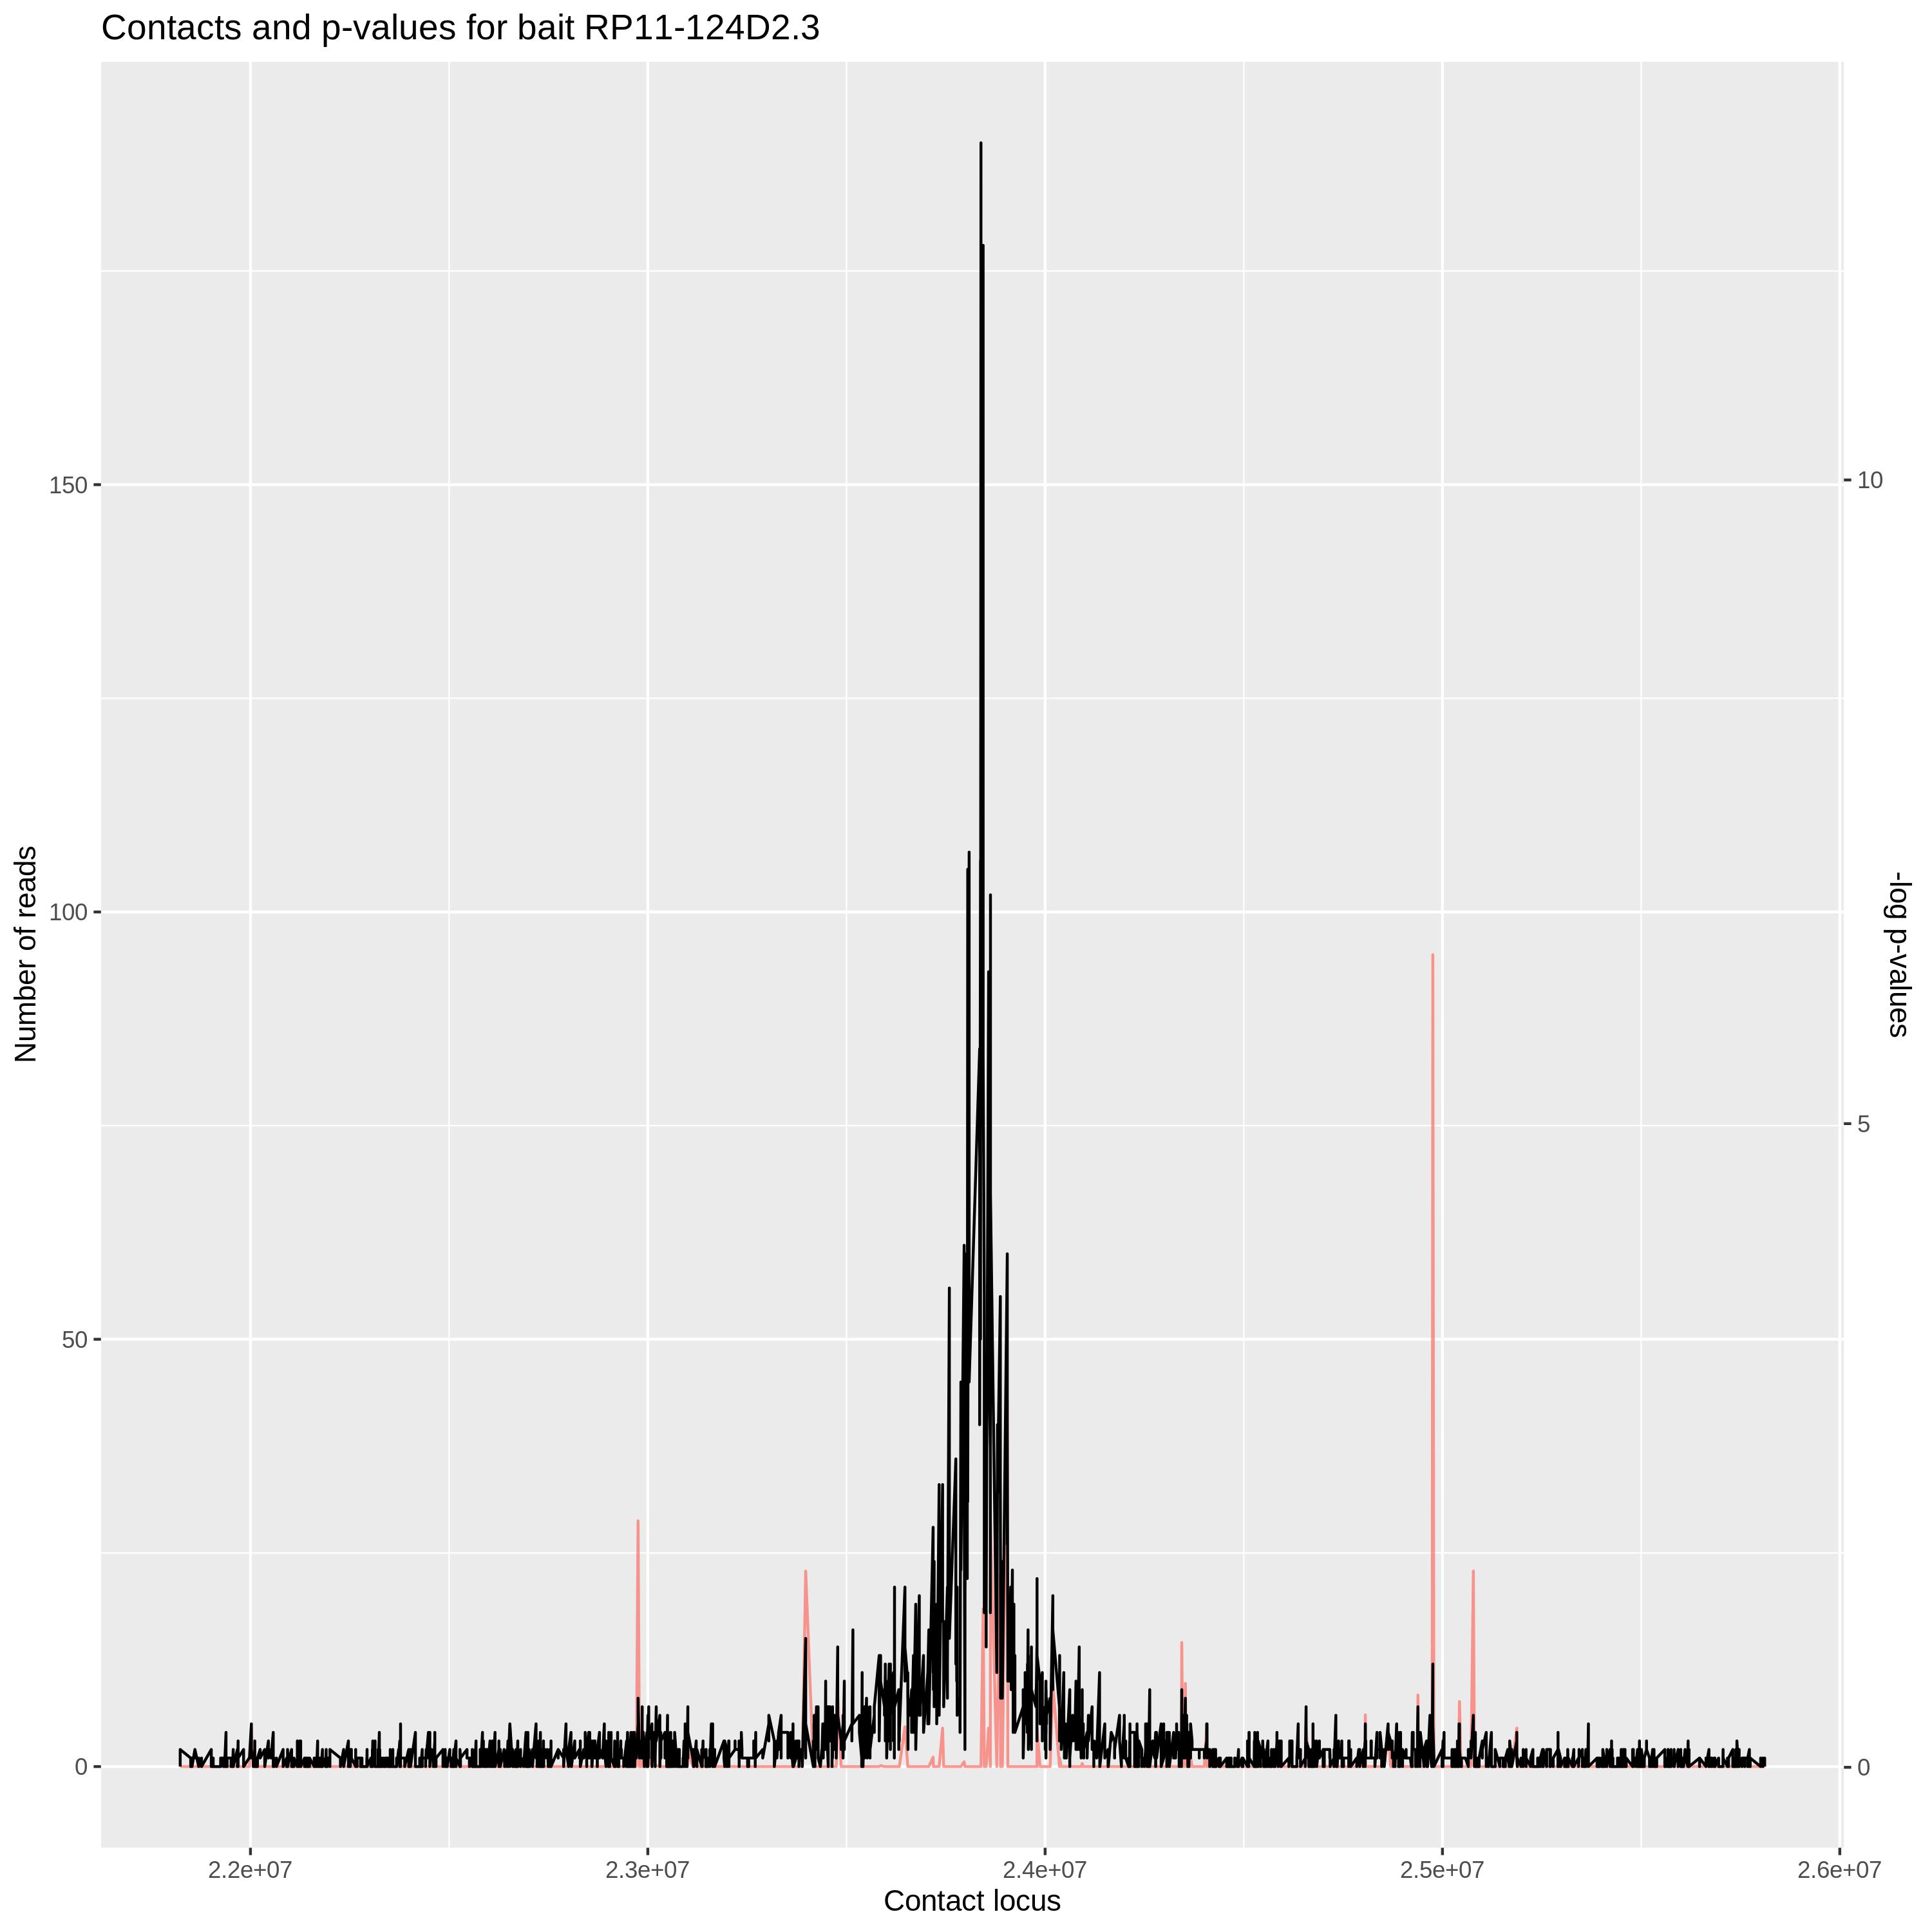 Contacts and p-values for bait RP11-124D2.3
Number of reads
150
100
50
0
10
5
0
-log p-values
2.2e+07
2.3e+07
2.4e+07
2.5e+07
2.6e+07
Contact locus